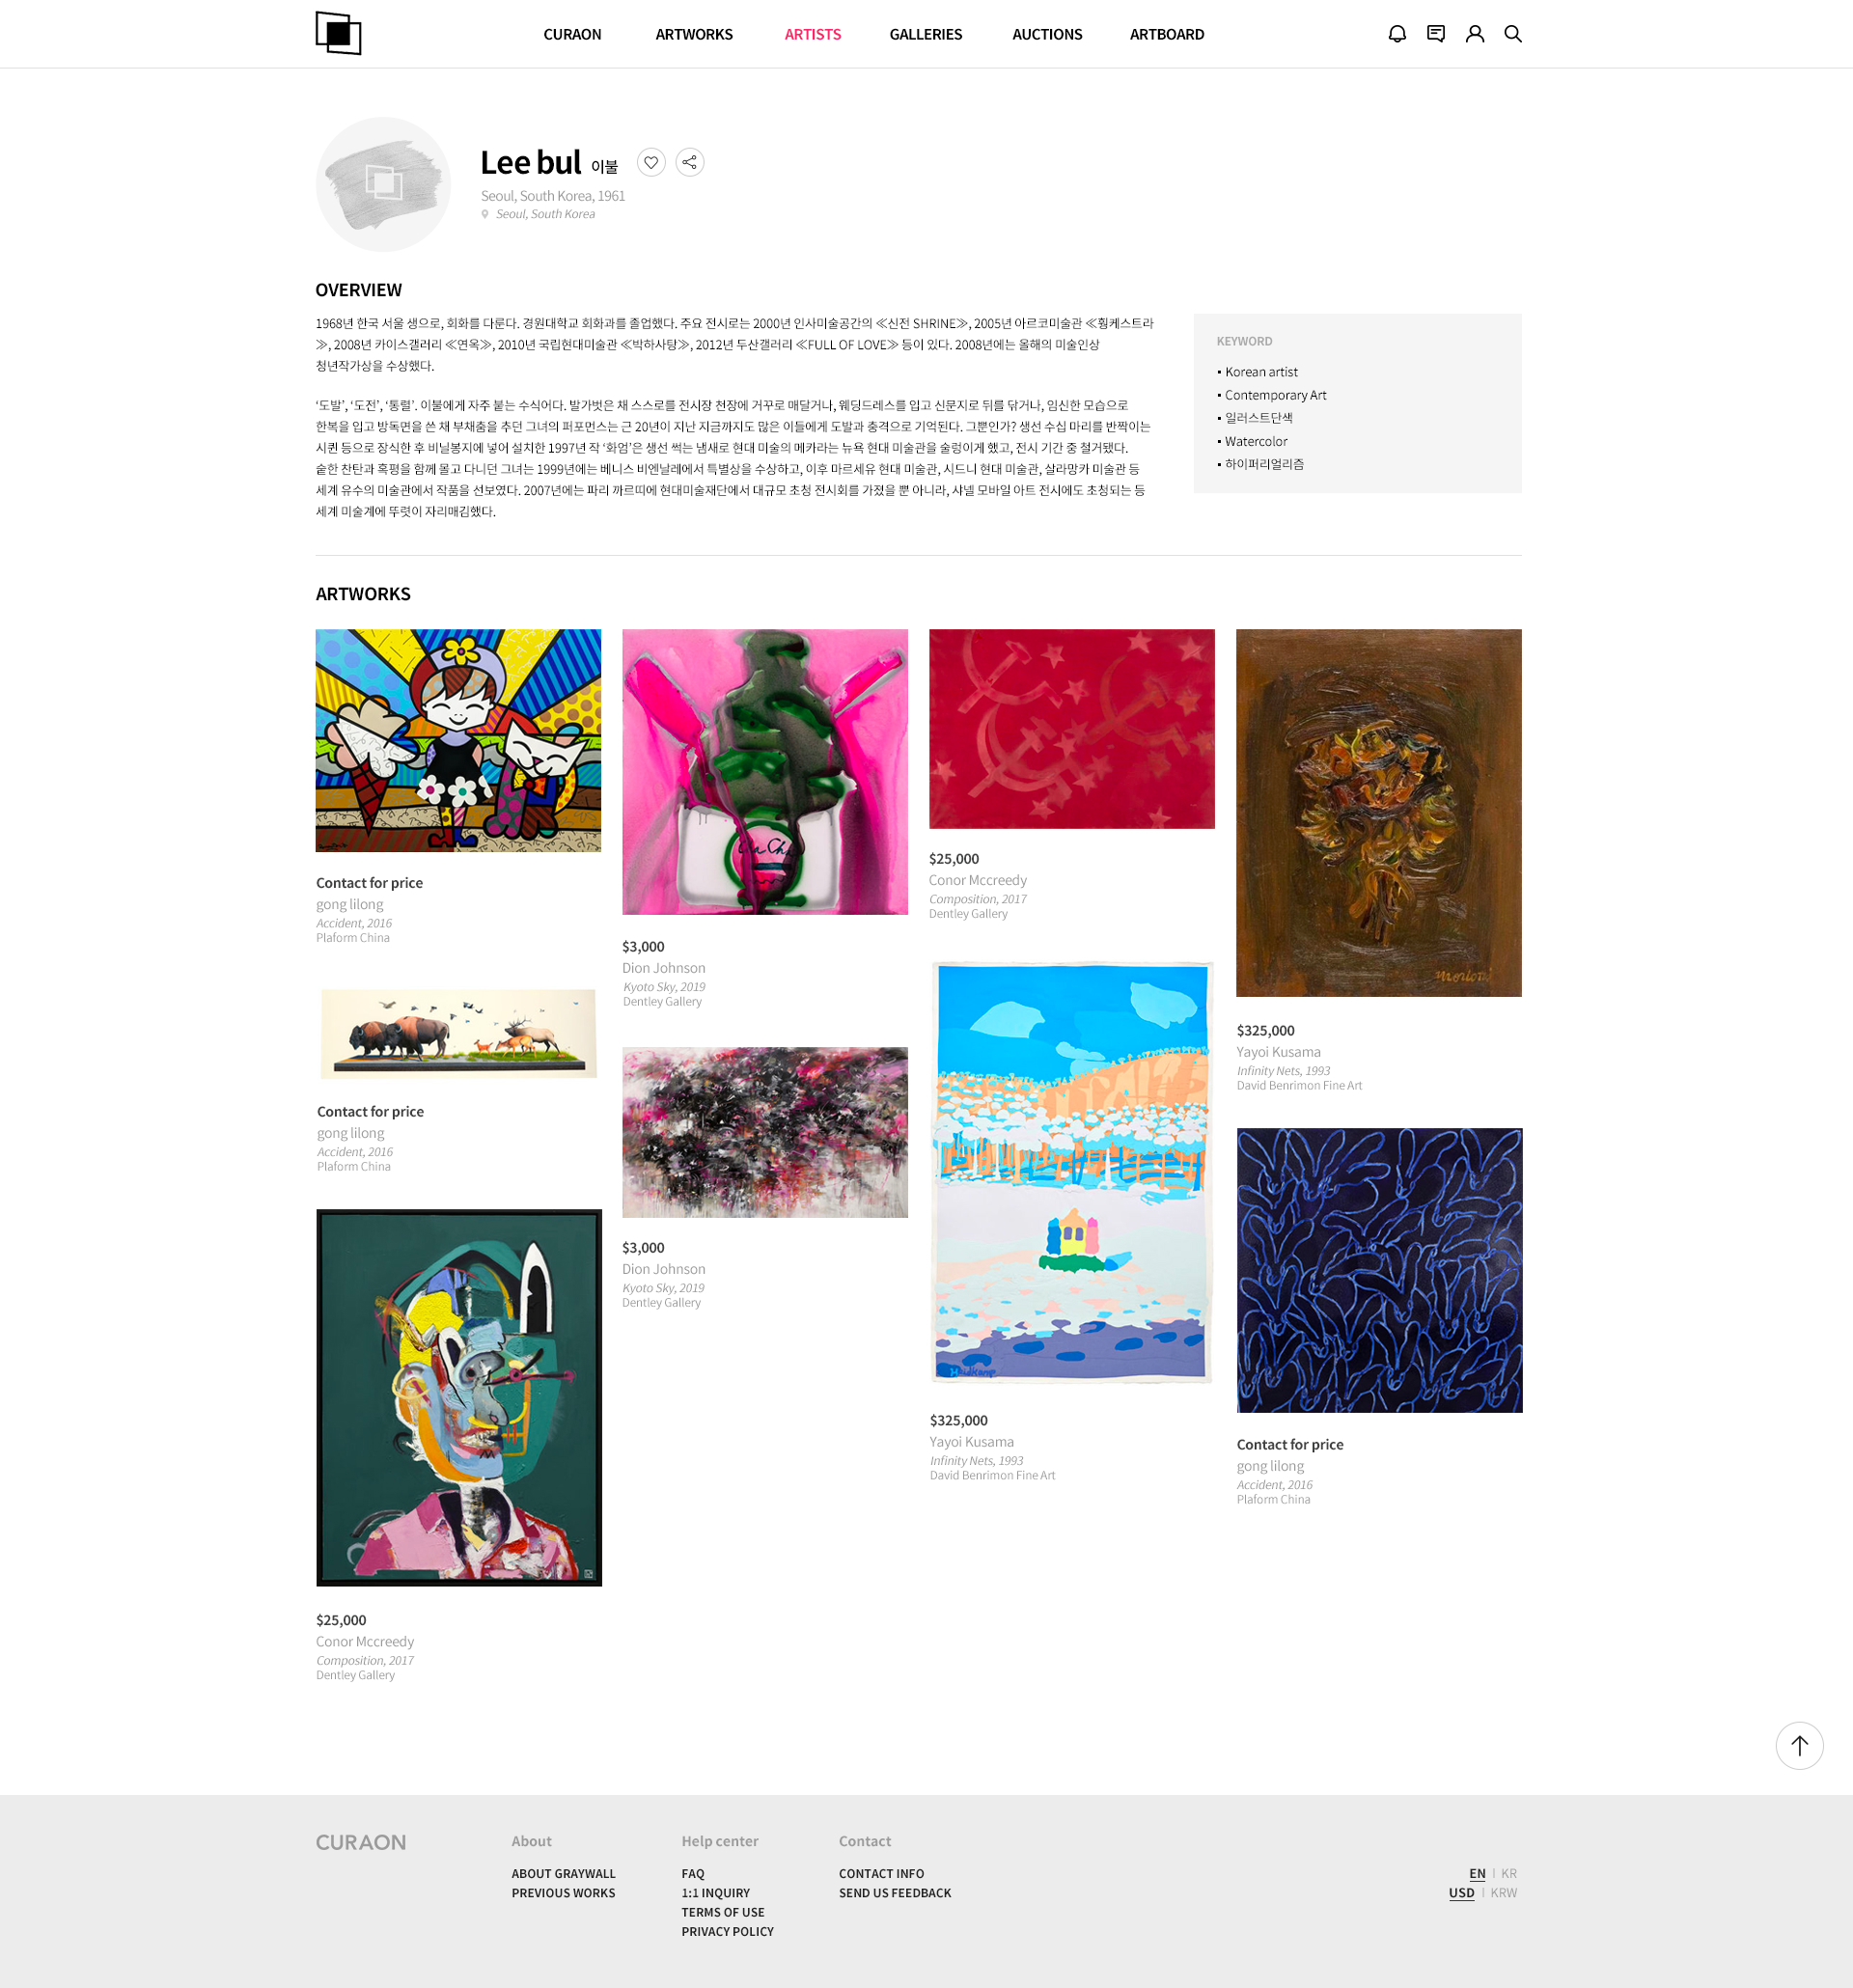 CURAON ARTWORKS ARTISTS GALLERIES AUCTIONS ARTBOARD
Lee bul 이불
Seoul, South Korea, 1961
Seoul, South Korea
OVERVIEW
1968년 한국 서울 생으로, 회화를 다룬다. 경원대학교 회화과를 졸업했다. 주요 전시로는 2000년 인사미술공간의 ≪신전 SHRINE≫, 2005년 아르코미술관 ≪훵케스트라
≫, 2008년 카이스갤러리 ≪연옥≫, 2010년 국립현대미술관 ≪박하사탕≫, 2012년 두산갤러리 ≪FULL OF LOVE≫ 등이 있다. 2008년에는 올해의 미술인상
청년작가상을 수상했다.
‘도발’, ‘도전’, ‘통렬’. 이불에게 자주 붙는 수식어다. 발가벗은 채 스스로를 전시장 천장에 거꾸로 매달거나, 웨딩드레스를 입고 신문지로 뒤를 닦거나, 임신한 모습으로
한복을 입고 방독면을 쓴 채 부채춤을 추던 그녀의 퍼포먼스는 근 20년이 지난 지금까지도 많은 이들에게 도발과 충격으로 기억된다. 그뿐인가? 생선 수십 마리를 반짝이는
시퀸 등으로 장식한 후 비닐봉지에 넣어 설치한 1997년 작 ‘화엄’은 생선 썩는 냄새로 현대 미술의 메카라는 뉴욕 현대 미술관을 술렁이게 했고, 전시 기간 중 철거됐다.
숱한 찬탄과 혹평을 함께 몰고 다니던 그녀는 1999년에는 베니스 비엔날레에서 특별상을 수상하고, 이후 마르세유 현대 미술관, 시드니 현대 미술관, 살라망카 미술관 등
세계 유수의 미술관에서 작품을 선보였다. 2007년에는 파리 까르띠에 현대미술재단에서 대규모 초청 전시회를 가졌을 뿐 아니라, 샤넬 모바일 아트 전시에도 초청되는 등
세계 미술계에 뚜렷이 자리매김했다.
KEYWORD
▪ Korean artist
▪ Contemporary Art
▪ 일러스트단색
▪ Watercolor
▪ 하이퍼리얼리즘
ARTWORKS
Contact for price
gong lilong
Accident, 2016
Plaform China
$3,000
Dion Johnson
Kyoto Sky, 2019
Dentley Gallery
$25,000
Conor Mccreedy
Composition, 2017
Dentley Gallery
$325,000
Yayoi Kusama
Infinity Nets, 1993
David Benrimon Fine Art
Contact for price
gong lilong
Accident, 2016
Plaform China
$3,000
Dion Johnson
Kyoto Sky, 2019
Dentley Gallery
$325,000
Yayoi Kusama
Infinity Nets, 1993
David Benrimon Fine Art
Contact for price
gong lilong
Accident, 2016
Plaform China
$25,000
Conor Mccreedy
Composition, 2017
Dentley Gallery
CURAON
About
ABOUT GRAYWALL
PREVIOUS WORKS
Help center
FAQ
1:1 INQUIRY
TERMS OF USE
PRIVACY POLICY
Contact
CONTACT INFO
SEND US FEEDBACK
EN | KR
USD | KRW